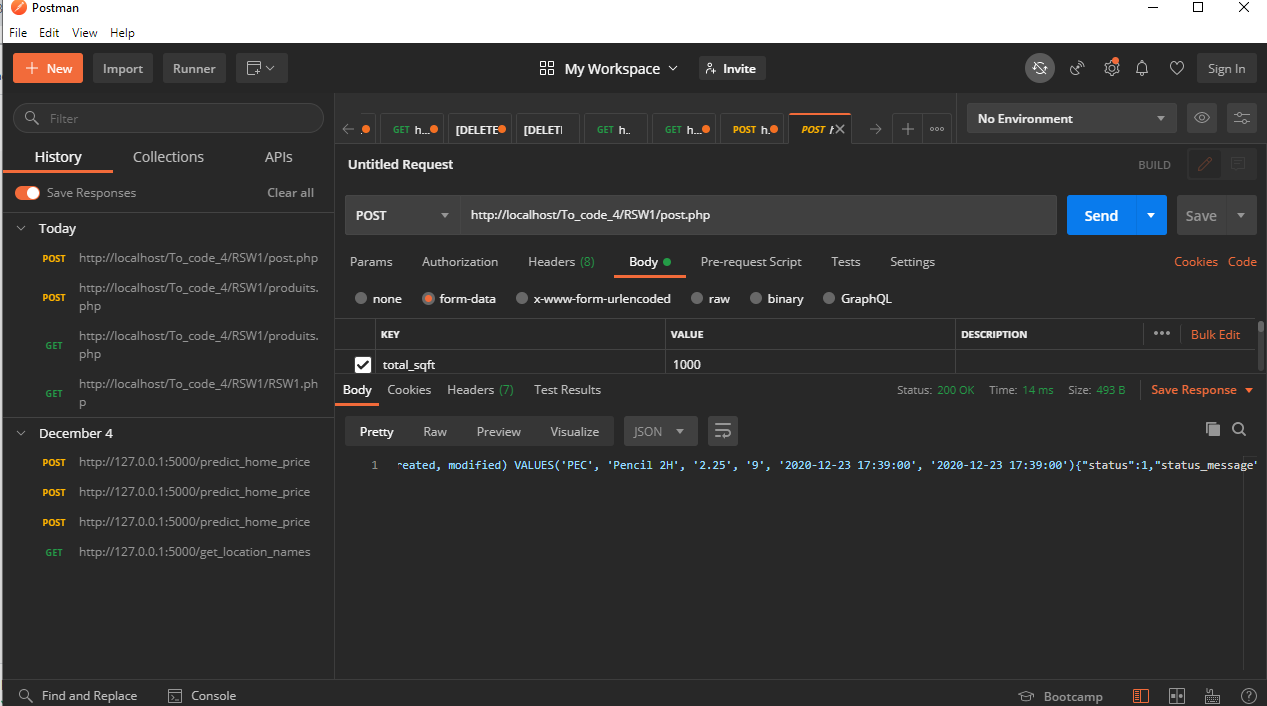 Postman
File Edit View Help
New Import Runner My Workspace Invite Sign In
Filter
GET h... [DELETE [DELETI GET h.. GET h... POST h. POST
No Environment
History Collections APIs
Untitled Request BUILD
Save Responses Clear all
POST http://localhost/To_code_4/RSW1/post.php Send Save
Today
POST http://localhost/To_code_4/RSW1/post.php
POST http://localhost/To_code_4/RSW1/produits.
php
GET http://localhost/To_code_4/RSW1/produits.
php
GET http://localhost/To_code_4/RSW1/RSW1.ph
p
December 4
POST http://127.0.0.1:5000/predict_home_price
POST http://127.0.0.1:5000/predict_home_price
POST http://127.0.0.1:5000/predict_home_price
GET http://127.0.0.1:5000/get_location_names
Params Authorization Headers (8) Body Pre-request Script Tests Settings Cookies Code
none form-data x-www-form-urlencoded raw binary GraphQL
KEY VALUE DESCRIPTION Bulk Edit
total_sqft 1000
Body Cookies Headers (7) Test Results Status: 200 OK Time: 14 ms Size: 493 B Save Response
Pretty Raw Preview Visualize JSON
1 reated, modified) VALUES('PEC', 'Pencil 2H', '2.25', '9', '2020-12-23 17:39:00', '2020-12-23 17:39:00'){"status":1,"status_message"
Find and Replace Console Bootcamp